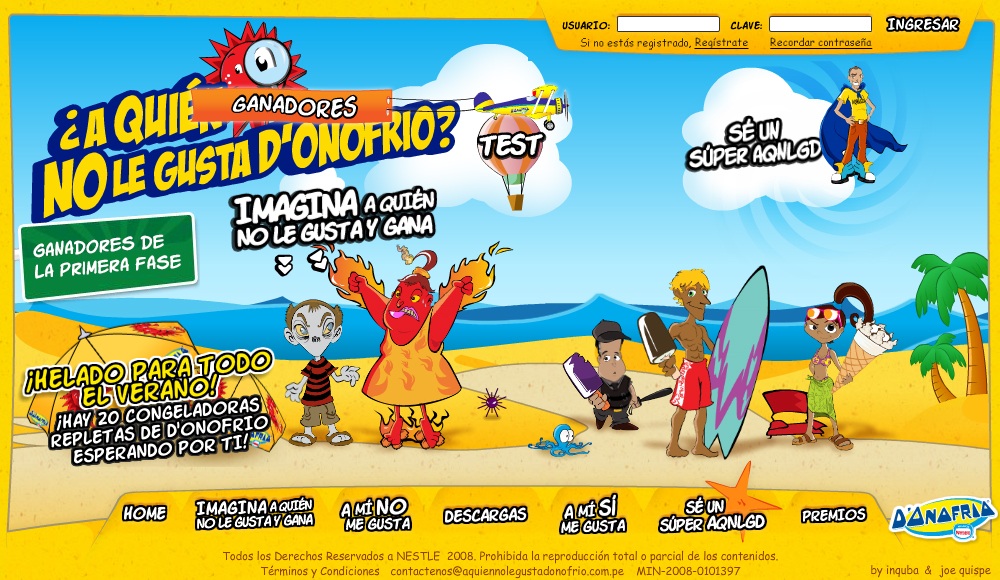 USUARIO: CLAVE: INGRESAR
Si no estás registrado, Regístrate Recordar contraseña
¿A QUIÉN
NO LE GUSTA D'ONOFRIO?
GANADORES
TEST
SÉ UN
SÚPER AQNLGD
IMAGINA A QUIÉN
NO LE GUSTA Y GANA
GANADORES DE
LA PRIMERA FASE
¡HELADO PARA TODO
EL VERANO!
¡HAY 20 CONGELADORAS
REPLETAS DE D'ONOFRIO
ESPERANDO POR TI!
HOME
IMAGINA A QUIÉN
NO LE GUSTA Y GANA
A MÍ NO
ME GUSTA
DESCARGAS
A MÍ SÍ
ME GUSTA
SÉ UN
SÚPER AQNLGD
PREMIOS
D'ONOFRIO
Nestlé
Todos los Derechos Reservados a NESTLE 2008. Prohibida la reproducción total o parcial de los contenidos.
Términos y Condiciones contactenos@aquiennolegustadonofrio.com.pe MIN-2008-0101397
by inquba & joe quispe